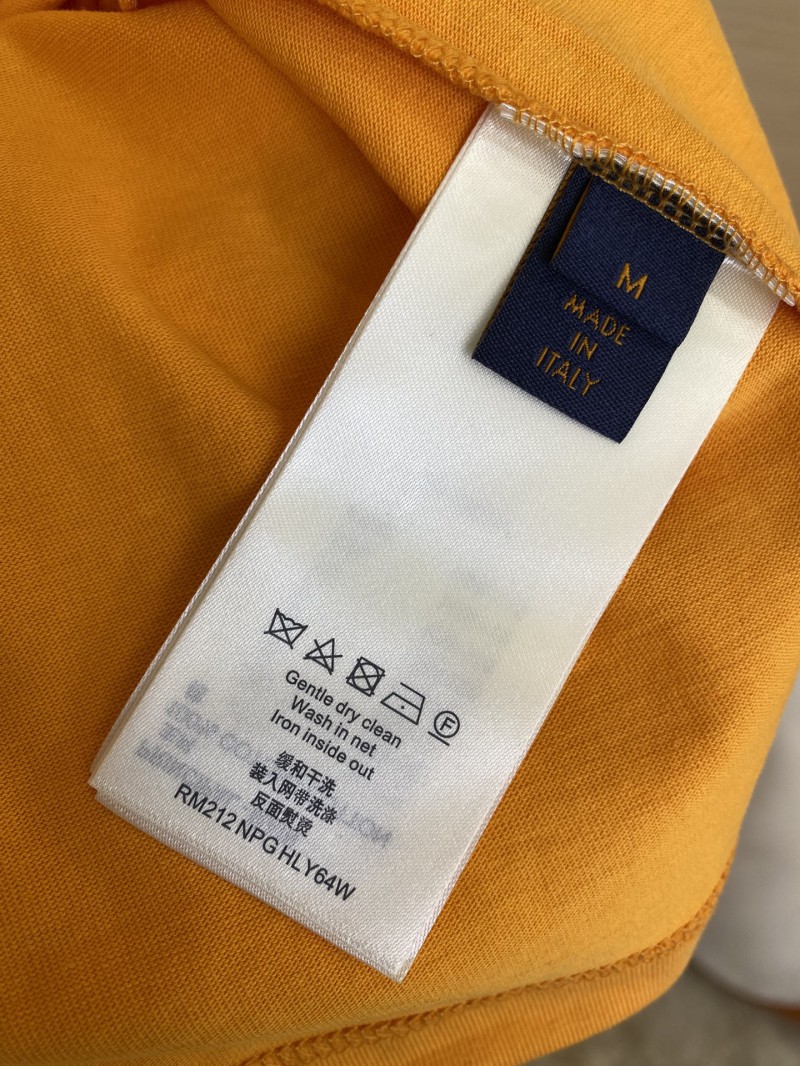 M
MADE
IN
ITALY
F
Gentle dry clean
Wash in net
Iron inside out
缓和干洗
装入网带洗涤
反面熨烫
RM212 NPG HLY64W